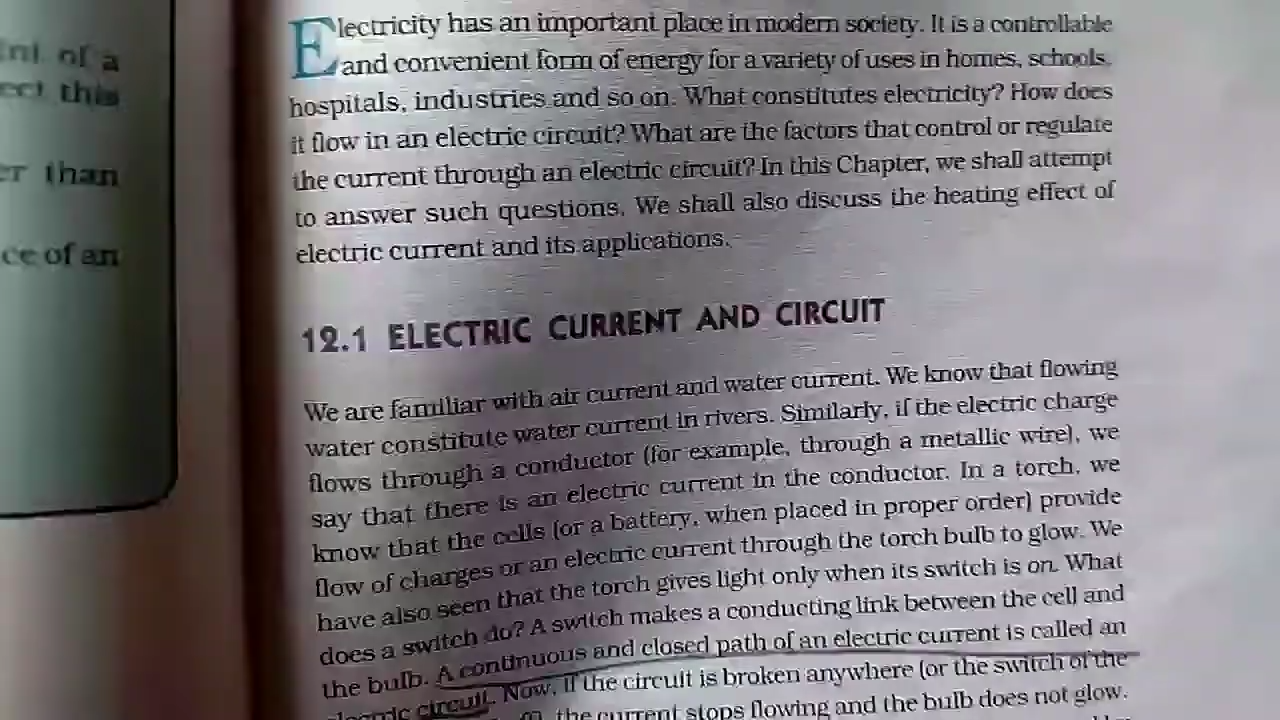 nt of a
ect this
er than
ce of an
Electricity has an important place in modern society. It is a controllable
and convenient form of energy for a variety of uses in homes, schools,
hospitals, industries and so on. What constitutes electricity? How does
it flow in an electric circuit? What are the factors that control or regulate
the current through an electric circuit? In this Chapter, we shall attempt
to answer such questions. We shall also discuss the heating effect of
electric current and its applications.
12.1 ELECTRIC CURRENT AND CIRCUIT
We are familiar with air current and water current. We know that flowing
water constitute water current in rivers. Similarly, if the electric charge
flows through a conductor (for example, through a metallic wire), we
say that there is an electric current in the conductor. In a torch, we
know that the cells (or a battery, when placed in proper order) provide
flow of charges or an electric current through the torch bulb to glow. We
have also seen that the torch gives light only when its switch is on. What
does a switch do? A switch makes a conducting link between the cell and
the bulb. A continuous and closed path of an electric current is called an
electric circuit. Now, if the circuit is broken anywhere (or the switch of the
the current stops flowing and the bulb does not glow.